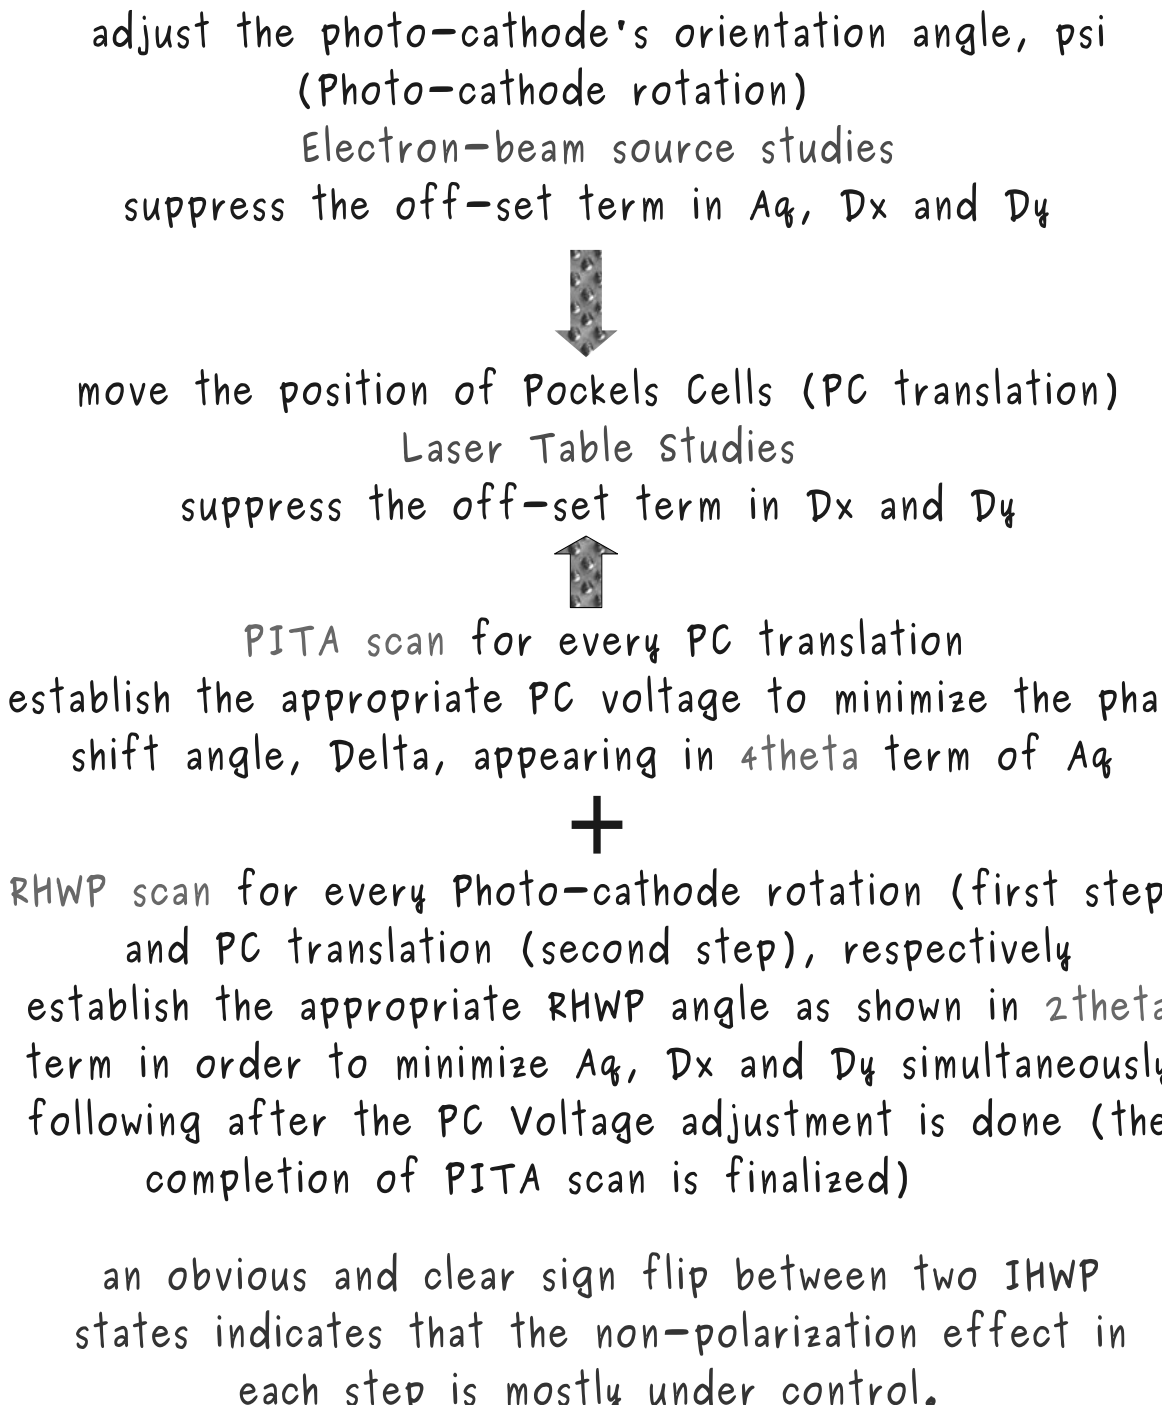 adjust the photo-cathode's orientation angle, psi
(Photo-cathode rotation)
Electron-beam source studies
suppress the off-set term in Aq, Dx and Dy
move the position of Pockels Cells (PC translation)
Laser Table Studies
suppress the off-set term in Dx and Dy
PITA scan for every PC translation
establish the appropriate PC voltage to minimize the pha
shift angle, Delta, appearing in 4theta term of Aq
+
RHWP scan for every Photo-cathode rotation (first step
and PC translation (second step), respectively
establish the appropriate RHWP angle as shown in 2theta
term in order to minimize Aq, Dx and Dy simultaneously
following after the PC Voltage adjustment is done (the
completion of PITA scan is finalized)
an obvious and clear sign flip between two IHWP
states indicates that the non-polarization effect in
each step is mostly under control.